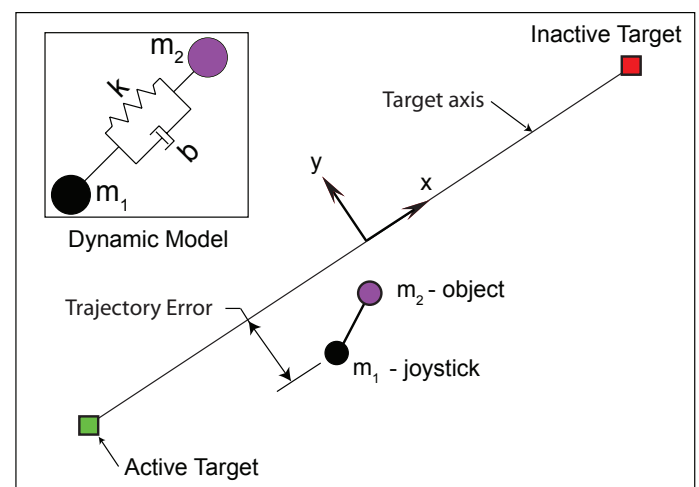 Inactive Target
m2
k
b
m1
Dynamic Model
Target axis
y
x
Trajectory Error
m2 - object
m1 - joystick
Active Target